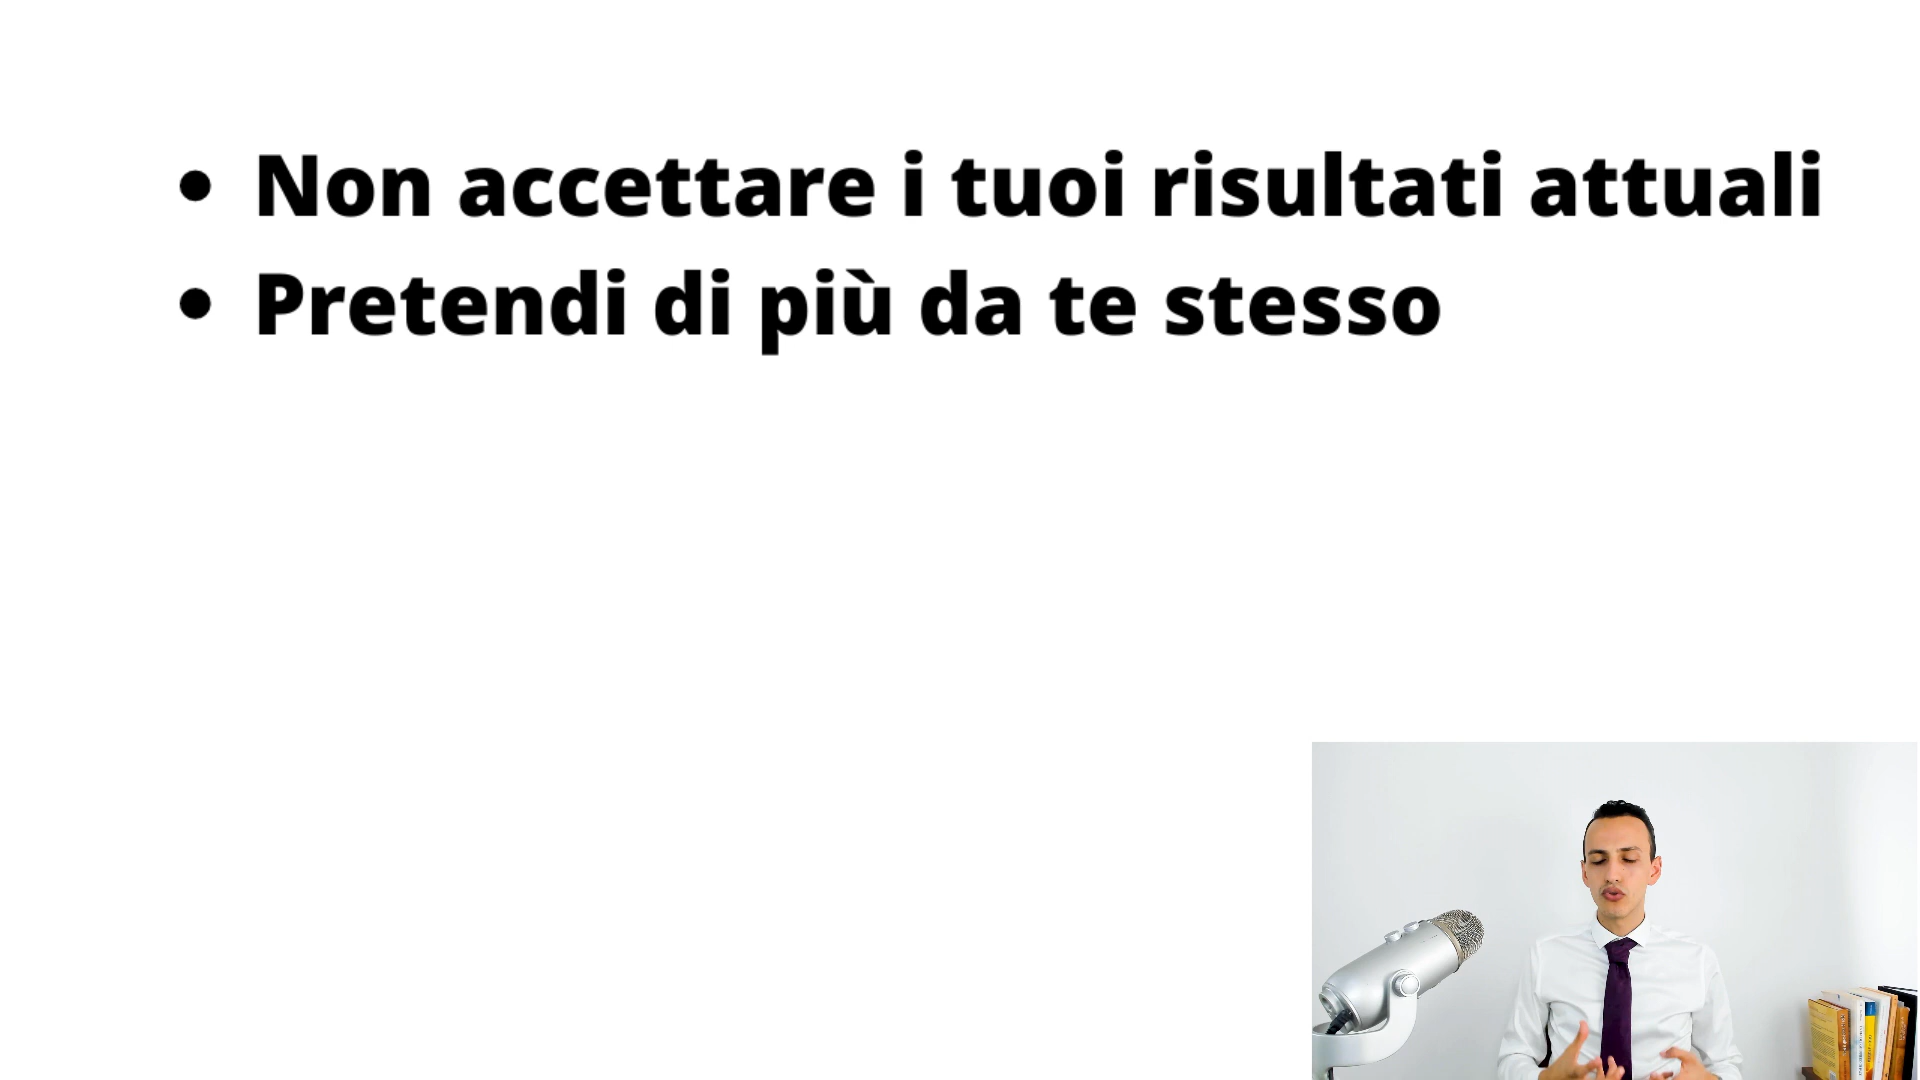 • Non accettare i tuoi risultati attuali
• Pretendi di più da te stesso